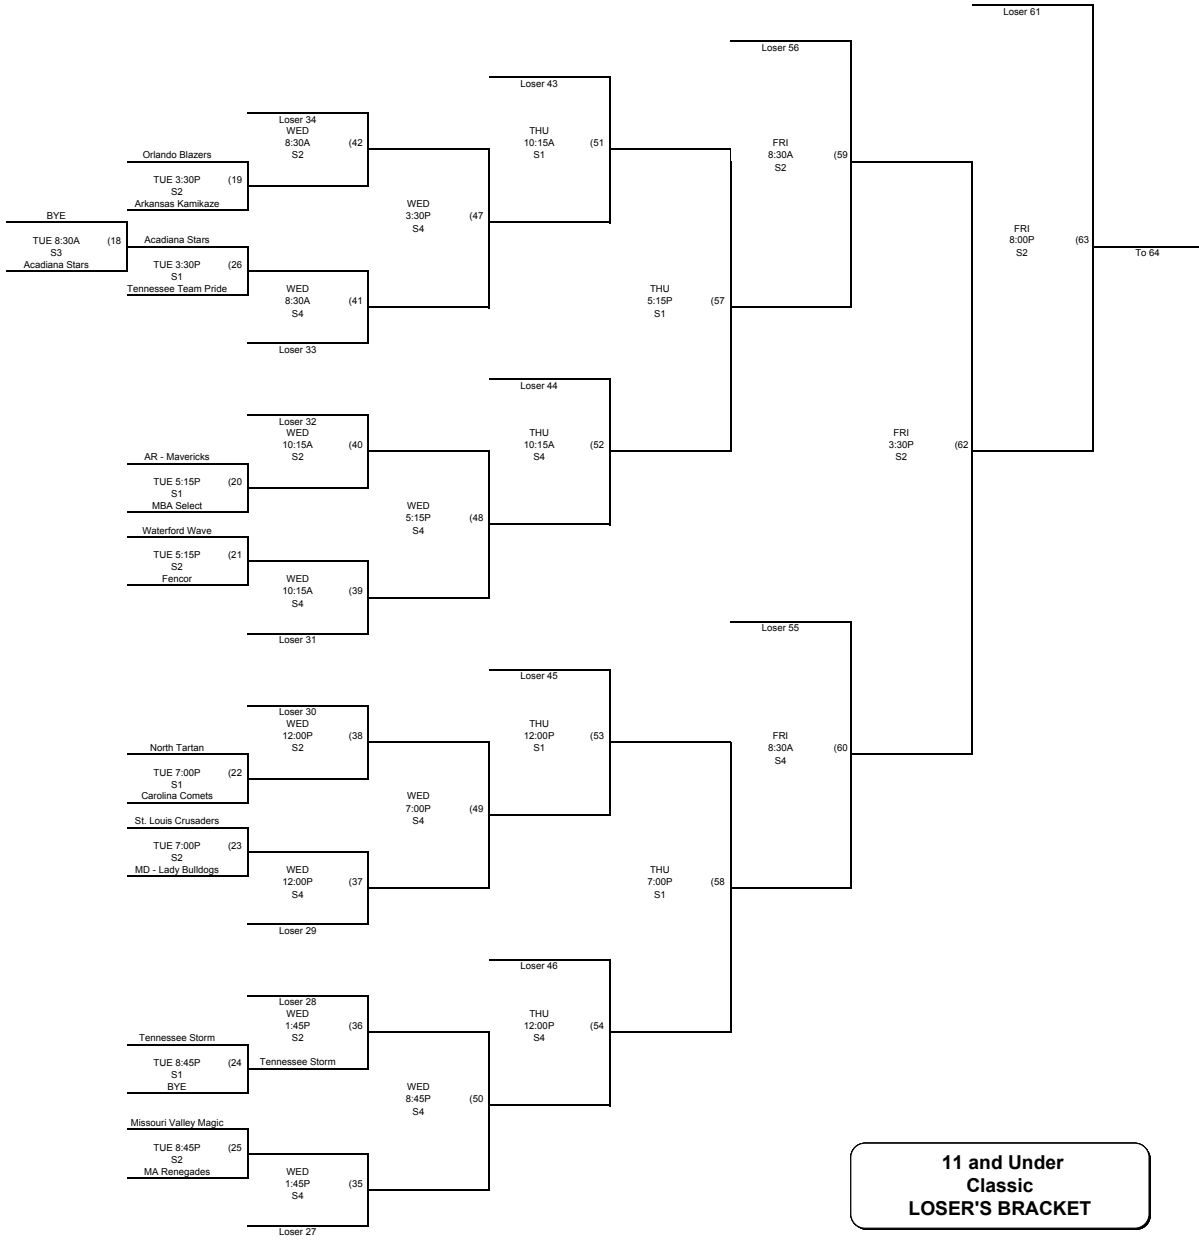 Loser 61
Loser 56
Loser 43
Loser 34
WED
8:30A
S2
(42
THU
10:15A
S1
(51
FRI
8:30A
S2
(59
Orlando Blazers
TUE 3:30P
S2
(19
Arkansas Kamikaze
WED
3:30P
S4
(47
BYE
TUE 8:30A
S3
(18
Acadiana Stars
Acadiana Stars
TUE 3:30P
S1
(26
Tennessee Team Pride
FRI
8:00P
S2
(63
To 64
WED
8:30A
S4
(41
THU
5:15P
S1
(57
Loser 33
Loser 44
Loser 32
WED
10:15A
S2
(40
THU
10:15A
S4
(52
FRI
3:30P
S2
(62
AR - Mavericks
TUE 5:15P
S1
(20
MBA Select
WED
5:15P
S4
(48
Waterford Wave
TUE 5:15P
S2
(21
Fencor
WED
10:15A
S4
(39
Loser 31
Loser 55
Loser 45
Loser 30
WED
12:00P
S2
(38
THU
12:00P
S1
(53
FRI
8:30A
S4
(60
North Tartan
TUE 7:00P
S1
(22
Carolina Comets
WED
7:00P
S4
(49
St. Louis Crusaders
TUE 7:00P
S2
(23
MD - Lady Bulldogs
WED
12:00P
S4
(37
THU
7:00P
S1
(58
Loser 29
Loser 46
Loser 28
WED
1:45P
S2
(36
THU
12:00P
S4
(54
Tennessee Storm
TUE 8:45P
S1
(24
BYE
Tennessee Storm
WED
8:45P
S4
(50
Missouri Valley Magic
TUE 8:45P
S2
(25
MA Renegades
WED
1:45P
S4
(35
Loser 27
11 and Under
Classic
LOSER'S BRACKET